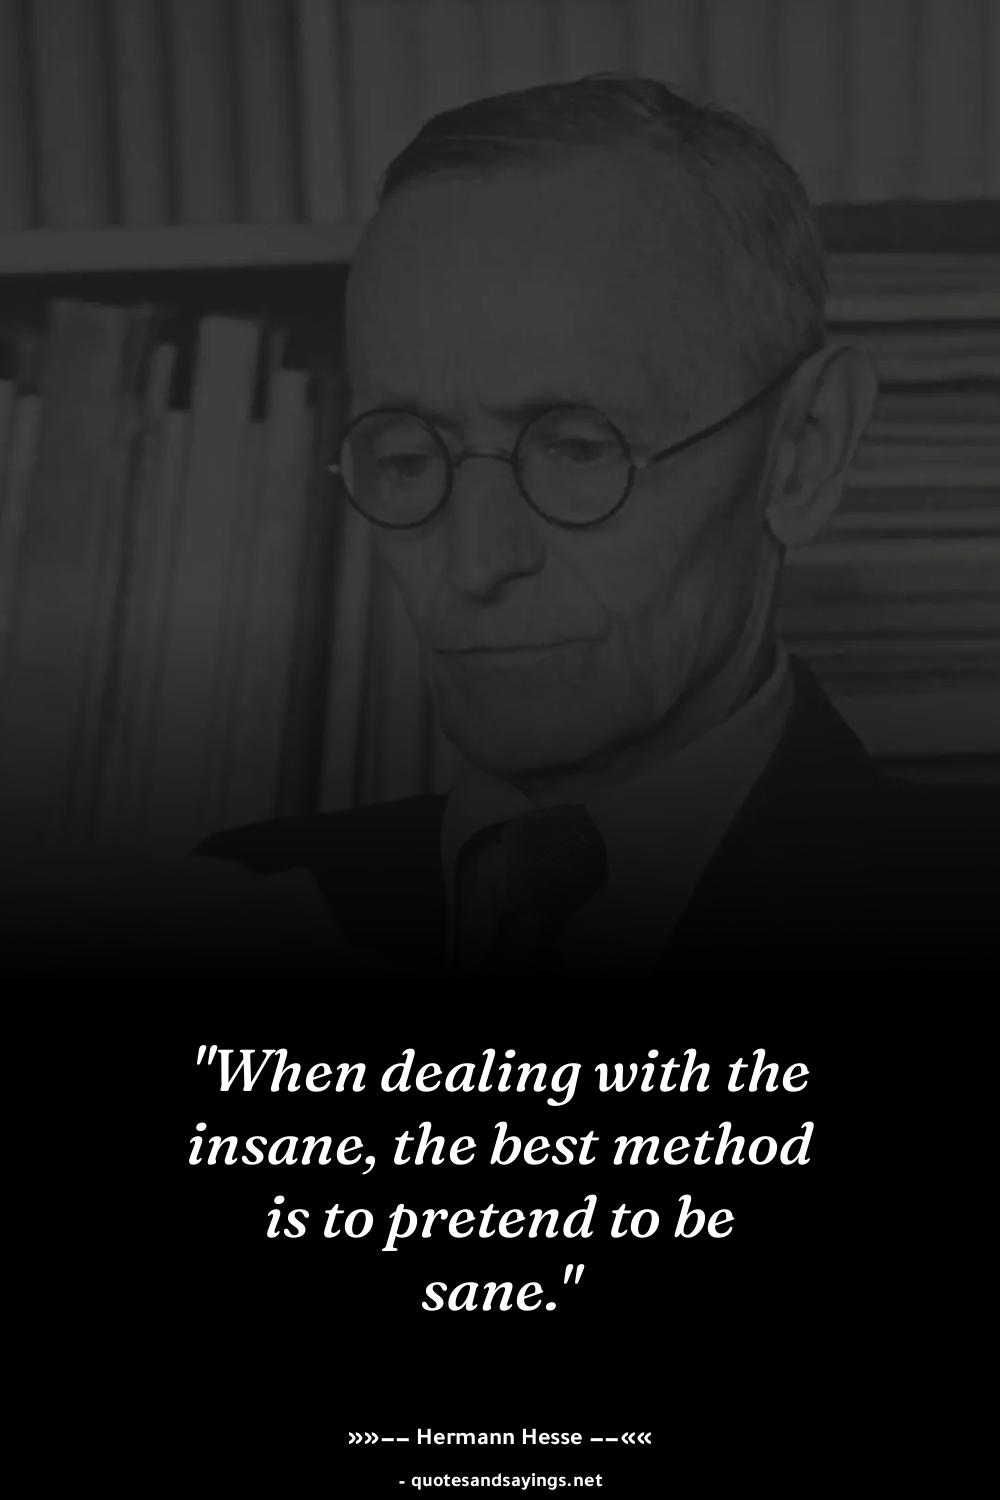 "When dealing with the
insane, the best method
is to pretend to be
sane."
»»−− Hermann Hesse −−««
- quotesandsayings.net